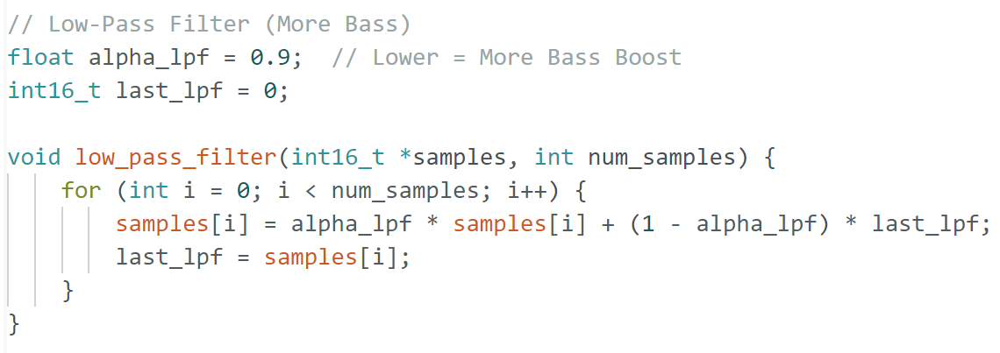 // Low-Pass Filter (More Bass)
float alpha_lpf = 0.9;  // Lower = More Bass Boost
int16_t last_lpf = 0;

void low_pass_filter(int16_t *samples, int num_samples) {
    for (int i = 0; i < num_samples; i++) {
        samples[i] = alpha_lpf * samples[i] + (1 - alpha_lpf) * last_lpf;
        last_lpf = samples[i];
    }
}